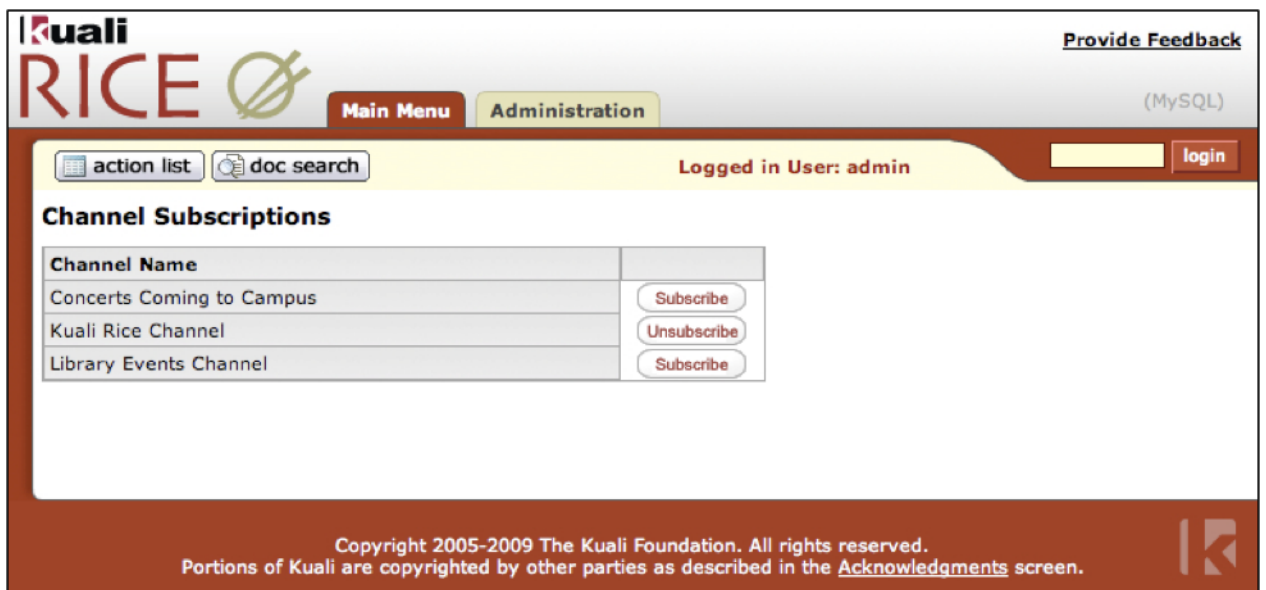 Kuali
RICE
Provide Feedback
Main Menu
Administration
(MySQL)
action list
doc search
Logged in User: admin
login
Channel Subscriptions
Channel Name
Concerts Coming to Campus Subscribe
Kuali Rice Channel Unsubscribe
Library Events Channel Subscribe
Copyright 2005-2009 The Kuali Foundation. All rights reserved.
Portions of Kuali are copyrighted by other parties as described in the Acknowledgments screen.